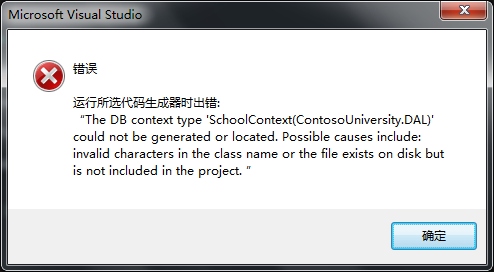 Microsoft Visual Studio
错误
运行所选代码生成器时出错:
“The DB context type 'SchoolContext(ContosoUniversity.DAL)'
could not be generated or located. Possible causes include:
invalid characters in the class name or the file exists on disk but
is not included in the project. ”
确定